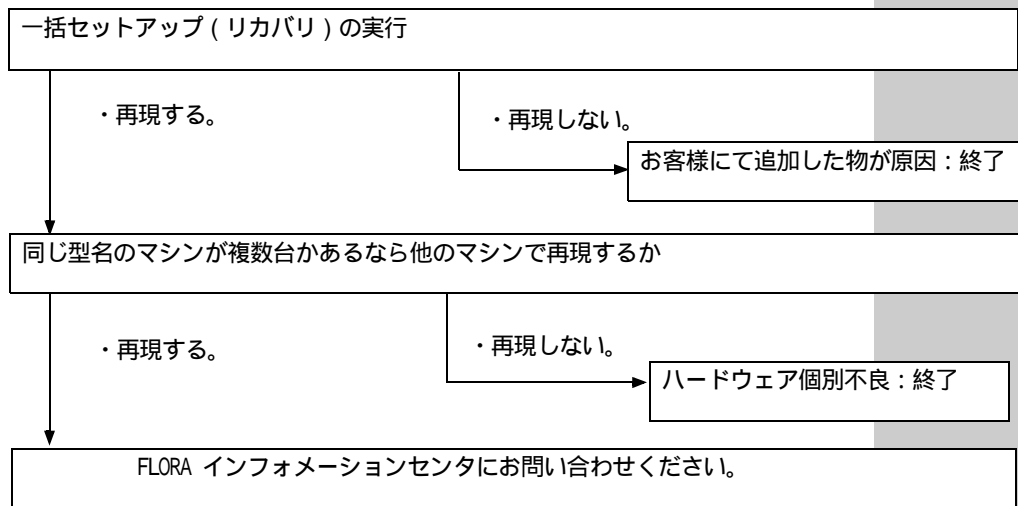 一括セットアップ（リカバリ）の実行
・再現する。
・再現しない。
お客様にて追加した物が原因：終了
同じ型名のマシンが複数台かあるなら他のマシンで再現するか
・再現する。
・再現しない。
ハードウェア個別不良：終了
FLORA インフォメーションセンタにお問い合わせください。